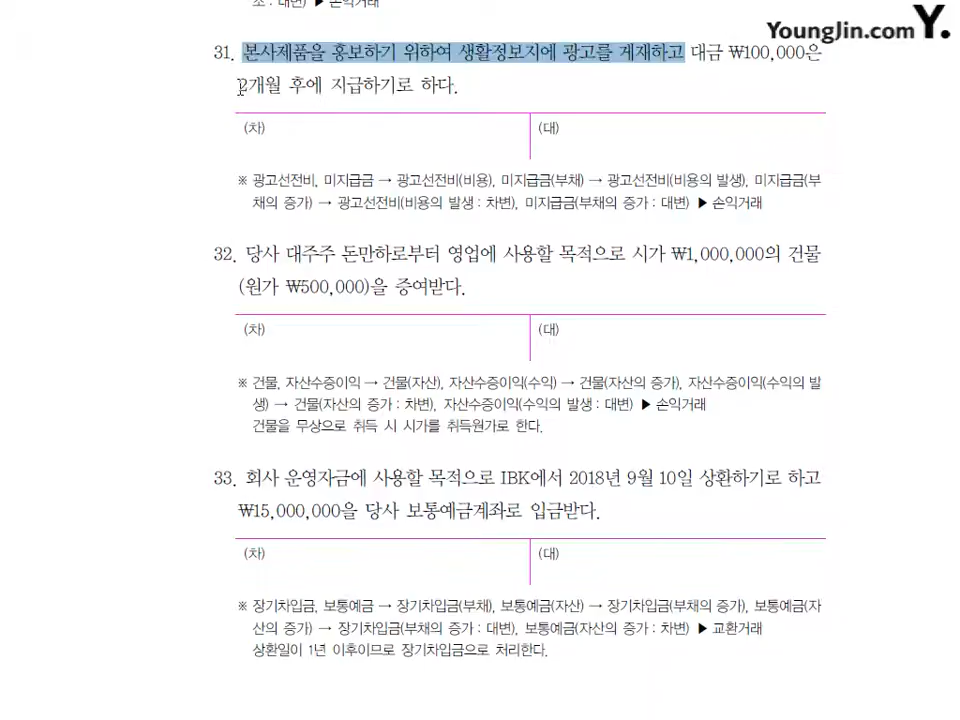 소 : 대변) ▶ 손익거래
YoungJin.com Y.
31. 본사제품을 홍보하기 위하여 생활정보지에 광고를 게재하고 대금 ₩100,000은
2개월 후에 지급하기로 하다.
(차) (대)
※ 광고선전비, 미지급금 → 광고선전비(비용), 미지급금(부채) → 광고선전비(비용의 발생), 미지급금(부
채의 증가) → 광고선전비(비용의 발생 : 차변), 미지급금(부채의 증가 : 대변) ▶ 손익거래
32. 당사 대주주 돈만하로부터 영업에 사용할 목적으로 시가 ₩1,000,000의 건물
(원가 ₩500,000)을 증여받다.
(차) (대)
※ 건물, 자산수증이익 → 건물(자산), 자산수증이익(수익) → 건물(자산의 증가), 자산수증이익(수익의 발
생) → 건물(자산의 증가 : 차변), 자산수증이익(수익의 발생 : 대변) ▶ 손익거래
건물을 무상으로 취득 시 시가를 취득원가로 한다.
33. 회사 운영자금에 사용할 목적으로 IBK에서 2018년 9월 10일 상환하기로 하고
₩15,000,000을 당사 보통예금계좌로 입금받다.
(차) (대)
※ 장기차입금, 보통예금 → 장기차입금(부채), 보통예금(자산) → 장기차입금(부채의 증가), 보통예금(자
산의 증가) → 장기차입금(부채의 증가 : 대변), 보통예금(자산의 증가 : 차변) ▶ 교환거래
상환일이 1년 이후이므로 장기차입금으로 처리한다.